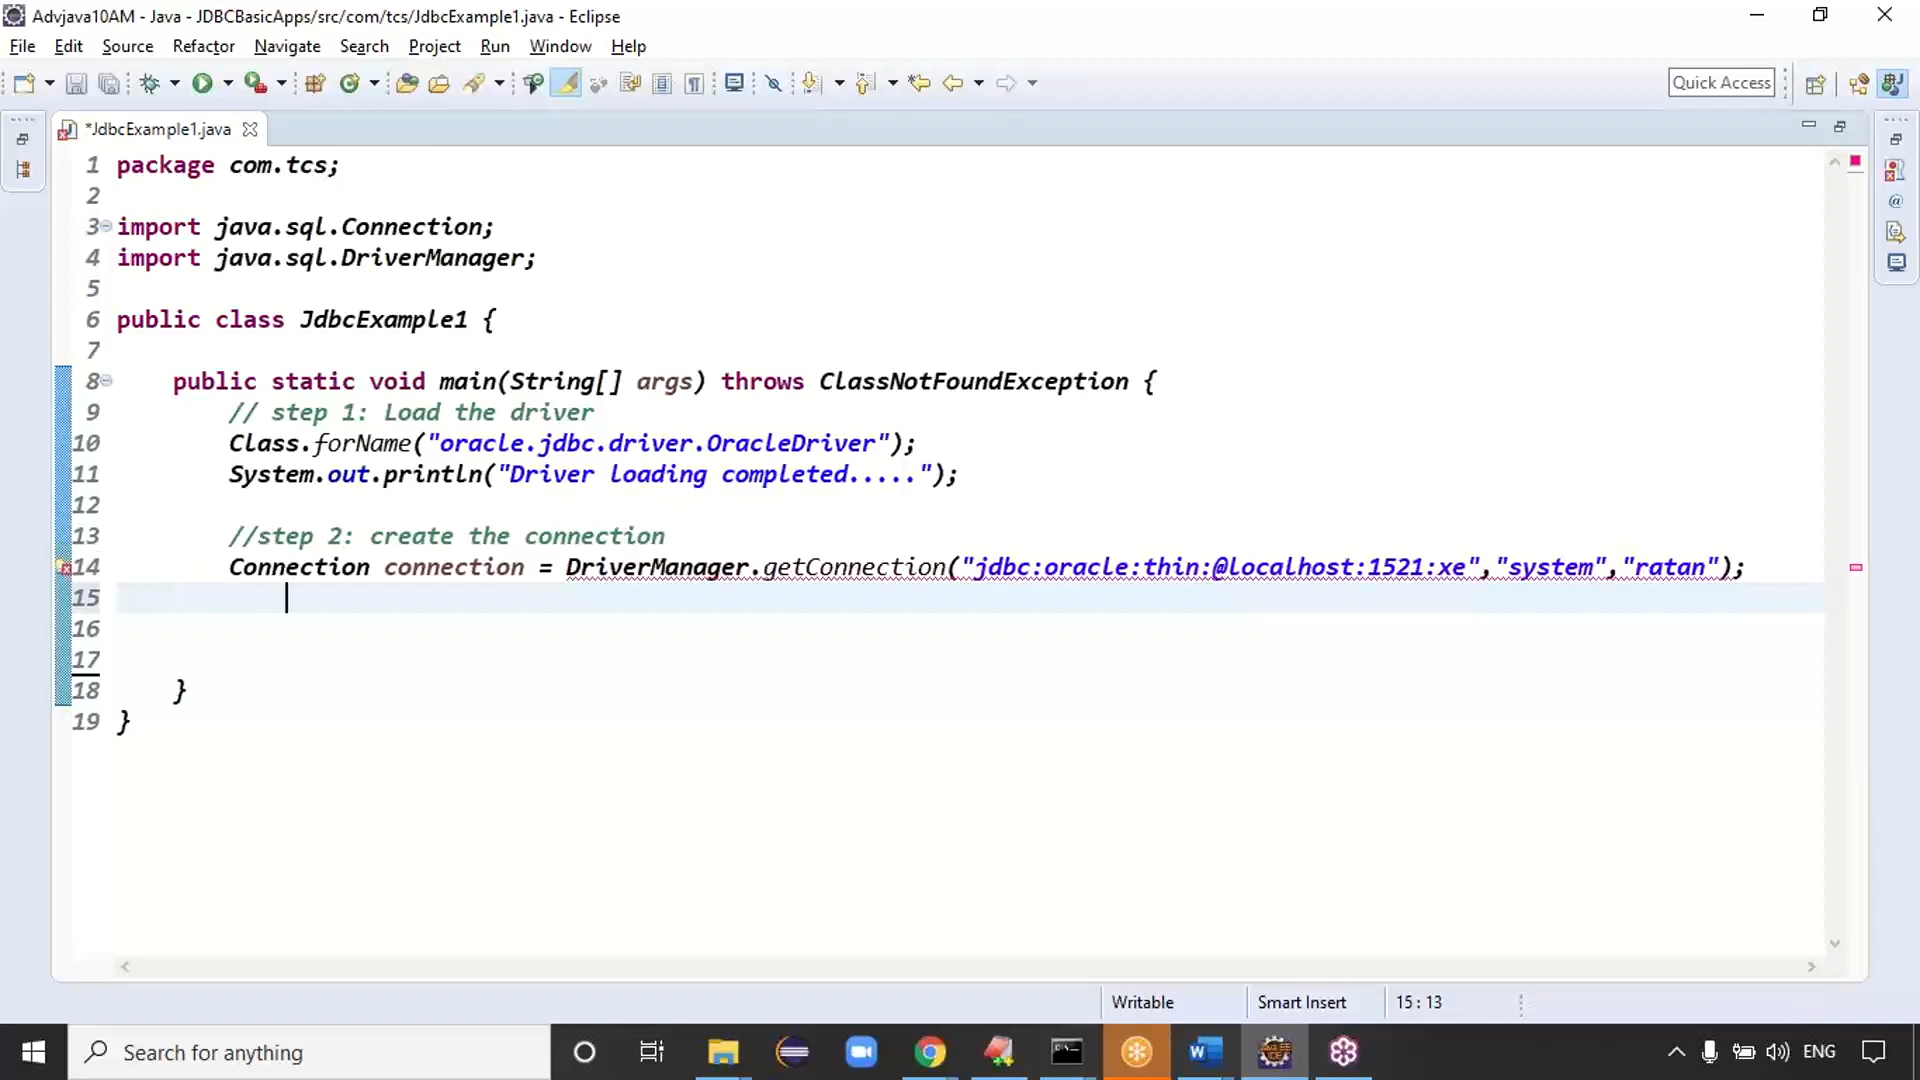 Advjava10AM - Java - JDBCBasicApps/src/com/tcs/JdbcExample1.java - Eclipse
File Edit Source Refactor Navigate Search Project Run Window Help
Quick Access
*JdbcExample1.java
1 package com.tcs;
2
3 import java.sql.Connection;
4 import java.sql.DriverManager;
5
6 public class JdbcExample1 {
7
8 public static void main(String[] args) throws ClassNotFoundException {
9 // step 1: Load the driver
10 Class.forName("oracle.jdbc.driver.OracleDriver");
11 System.out.println("Driver loading completed.....");
12
13 //step 2: create the connection
14 Connection connection = DriverManager.getConnection("jdbc:oracle:thin:@localhost:1521:xe","system","ratan");
15
16
17
18 }
19 }
Writable Smart Insert 15 : 13
Search for anything
ENG